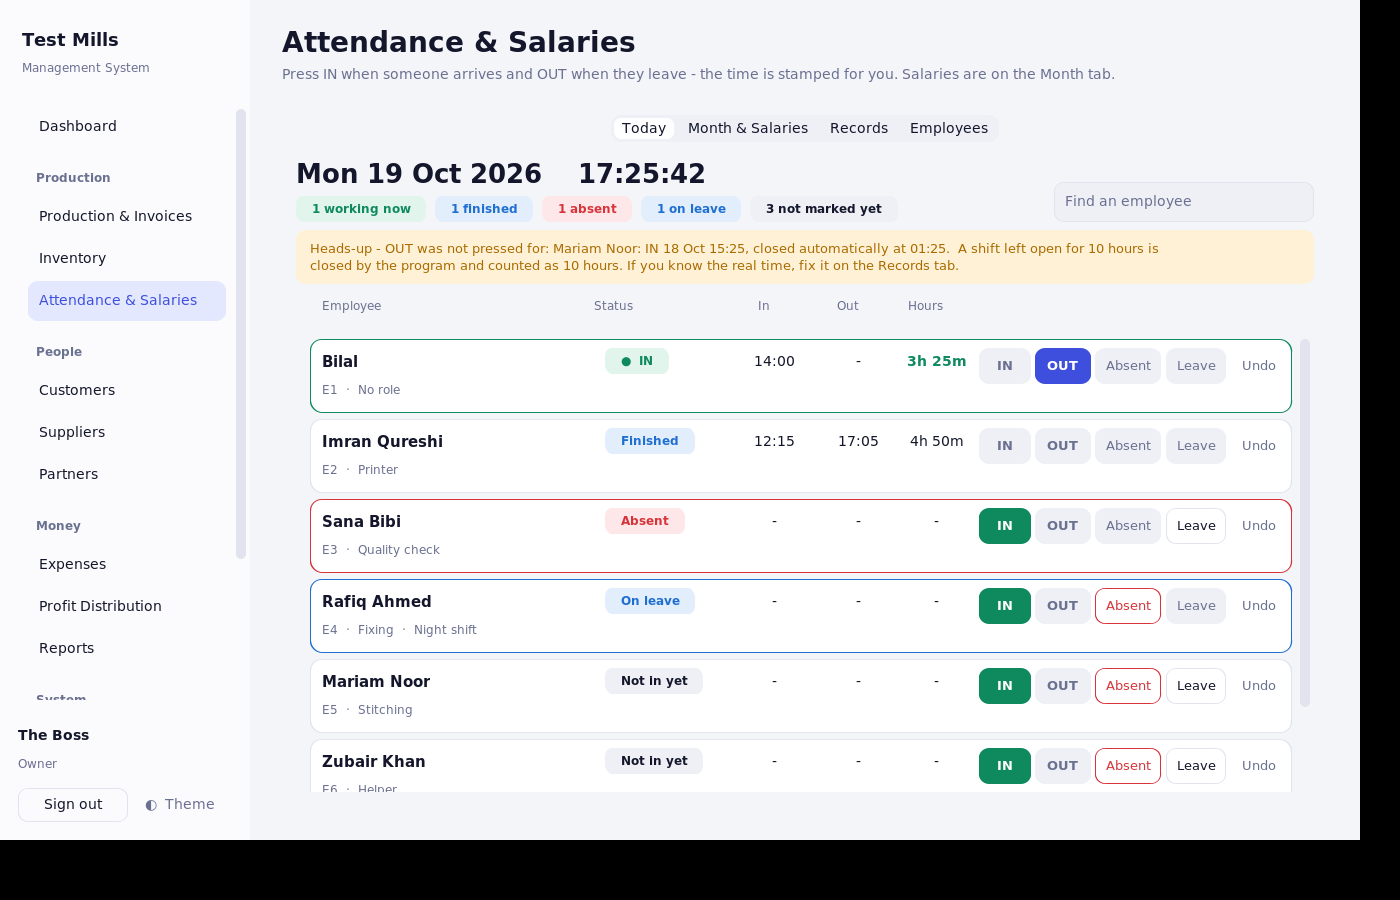 Test Mills
Management System
Dashboard
Production
Production & Invoices
Inventory
Attendance & Salaries
People
Customers
Suppliers
Partners
Money
Expenses
Profit Distribution
Reports
System
The Boss
Owner
Sign out
Theme
Attendance & Salaries
Press IN when someone arrives and OUT when they leave - the time is stamped for you. Salaries are on the Month tab.
Today Month & Salaries Records Employees
Mon 19 Oct 2026 17:25:42
1 working now 1 finished 1 absent 1 on leave 3 not marked yet
Find an employee
Heads-up - OUT was not pressed for: Mariam Noor: IN 18 Oct 15:25, closed automatically at 01:25. A shift left open for 10 hours is
closed by the program and counted as 10 hours. If you know the real time, fix it on the Records tab.
Employee Status In Out Hours
Bilal ● IN 14:00 - 3h 25m IN OUT Absent Leave Undo
E1 · No role
Imran Qureshi Finished 12:15 17:05 4h 50m IN OUT Absent Leave Undo
E2 · Printer
Sana Bibi Absent - - - IN OUT Absent Leave Undo
E3 · Quality check
Rafiq Ahmed On leave - - - IN OUT Absent Leave Undo
E4 · Fixing · Night shift
Mariam Noor Not in yet - - - IN OUT Absent Leave Undo
E5 · Stitching
Zubair Khan Not in yet - - - IN OUT Absent Leave Undo
E6 · Helper